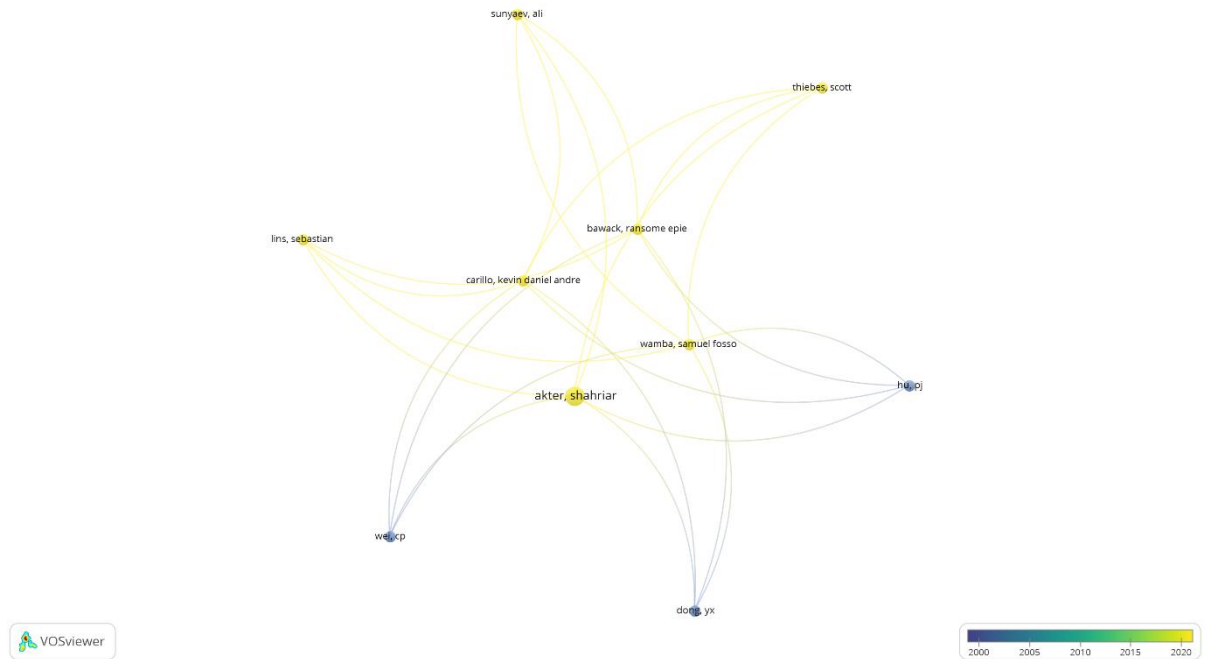 sunyaev, ali
thiebes, scott
bawack, ransome epie
lins, sebastian
carillo, kevin daniel andre
wamba, samuel fosso
hu, pj
akter, shahriar
wei, cp
dong, yx
VOSviewer
2000 2005 2010 2015 2020